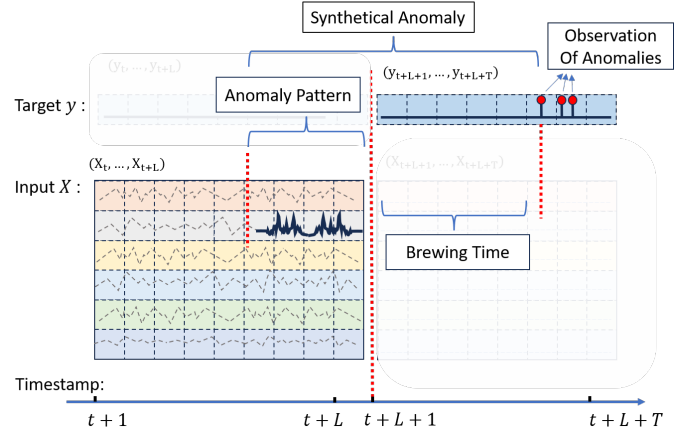 Synthetical Anomaly
Observation
Of Anomalies
(y_t, … , y_{t+L})
(y_{t+L+1}, … , y_{t+L+T})
Anomaly Pattern
Target y :
(X_t, … , X_{t+L})
(X_{t+L+1}, … , X_{t+L+T})
Input X :
Brewing Time
Timestamp:
t + 1
t + L
t + L + 1
t + L + T